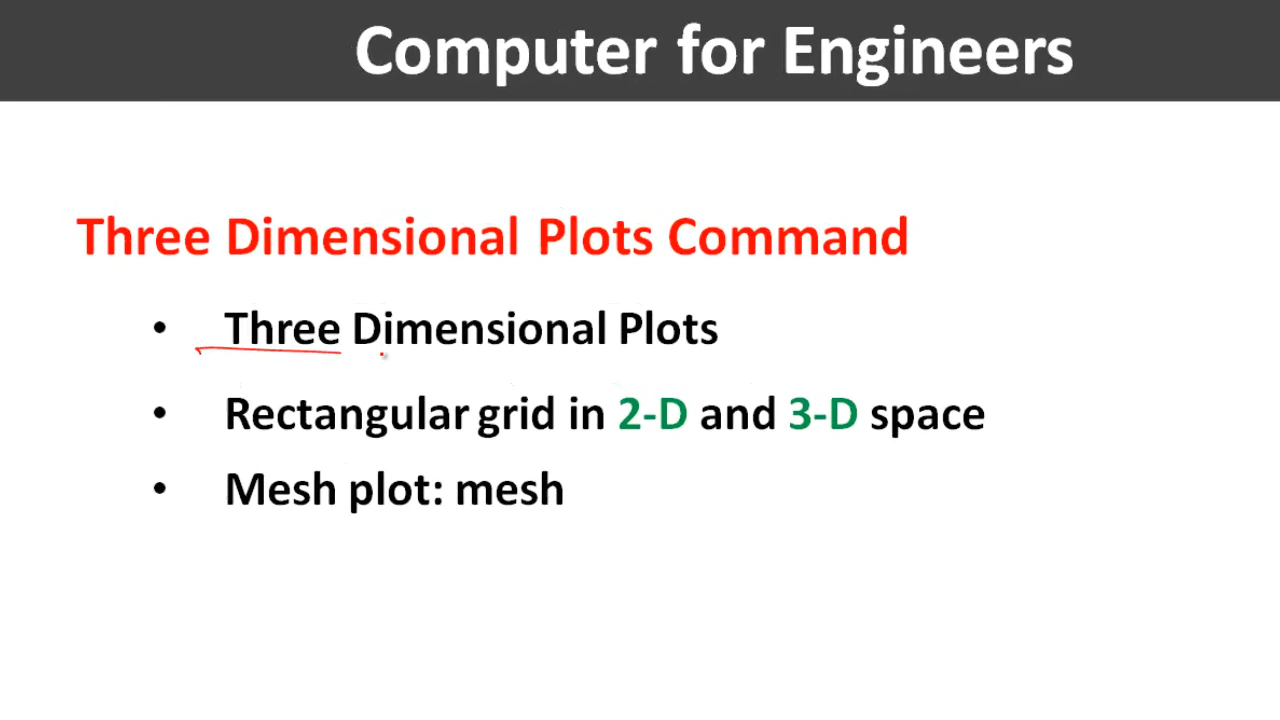 Computer for Engineers
Three Dimensional Plots Command
• Three Dimensional Plots
• Rectangular grid in 2-D and 3-D space
• Mesh plot: mesh